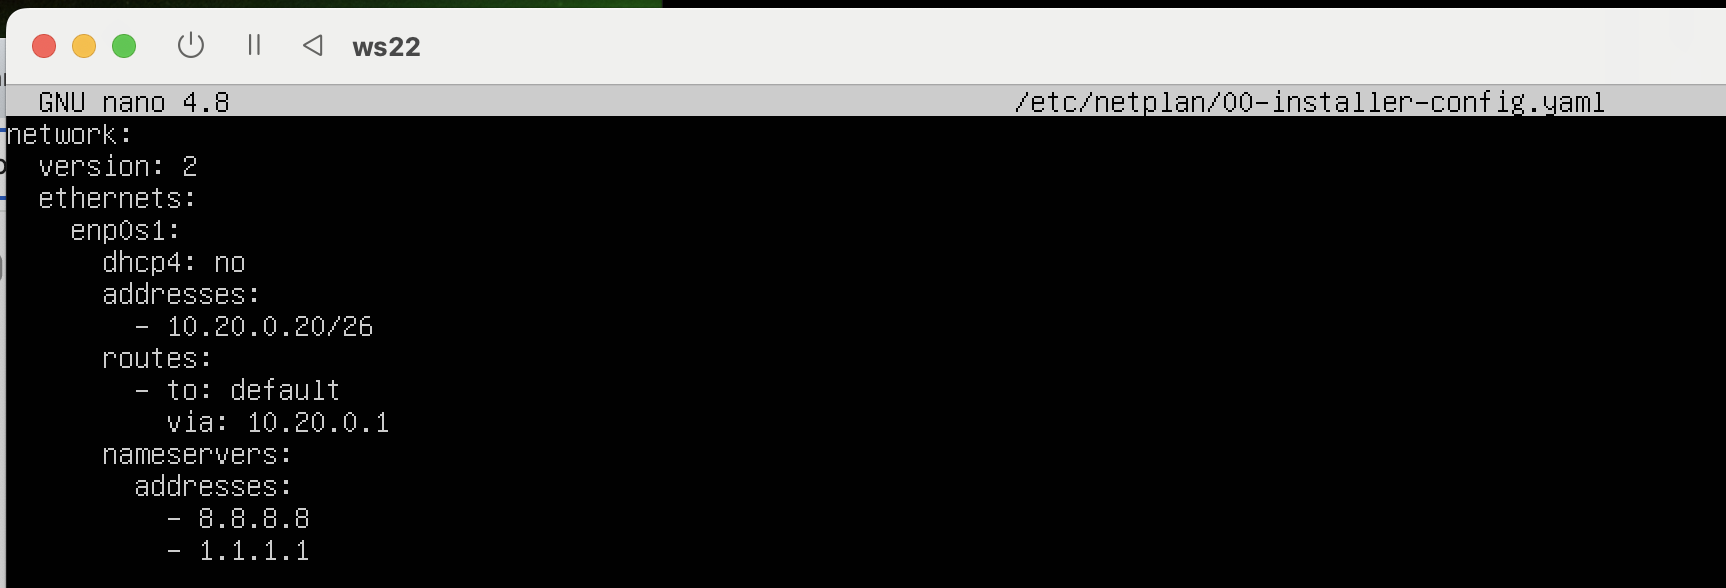 ws22
GNU nano 4.8 /etc/netplan/00-installer-config.yaml
network:
  version: 2
  ethernets:
    enp0s1:
      dhcp4: no
      addresses:
        - 10.20.0.20/26
      routes:
        - to: default
          via: 10.20.0.1
      nameservers:
        addresses:
          - 8.8.8.8
          - 1.1.1.1